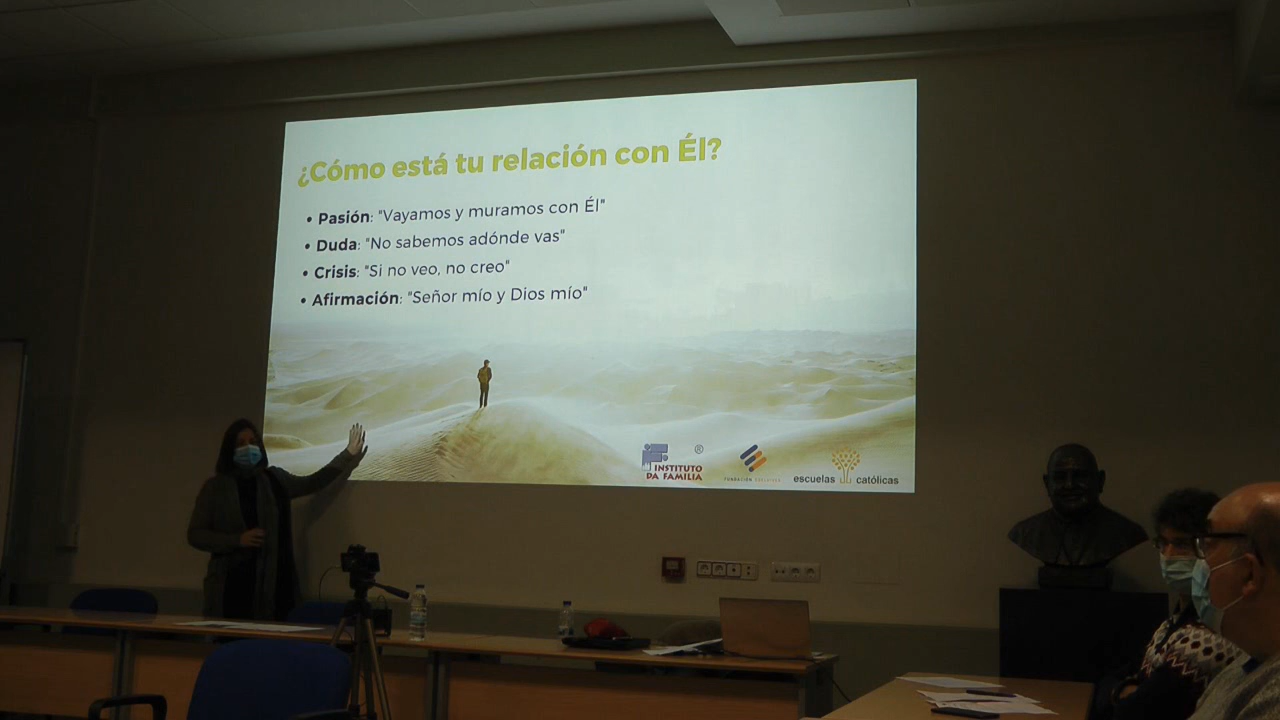 ¿Cómo está tu relación con Él?
• Pasión: "Vayamos y muramos con Él"
• Duda: "No sabemos adónde vas"
• Crisis: "Si no veo, no creo"
• Afirmación: "Señor mío y Dios mío"
INSTITUTO
DA FAMILIA
®
FUNDACIÓN
escuelas católicas